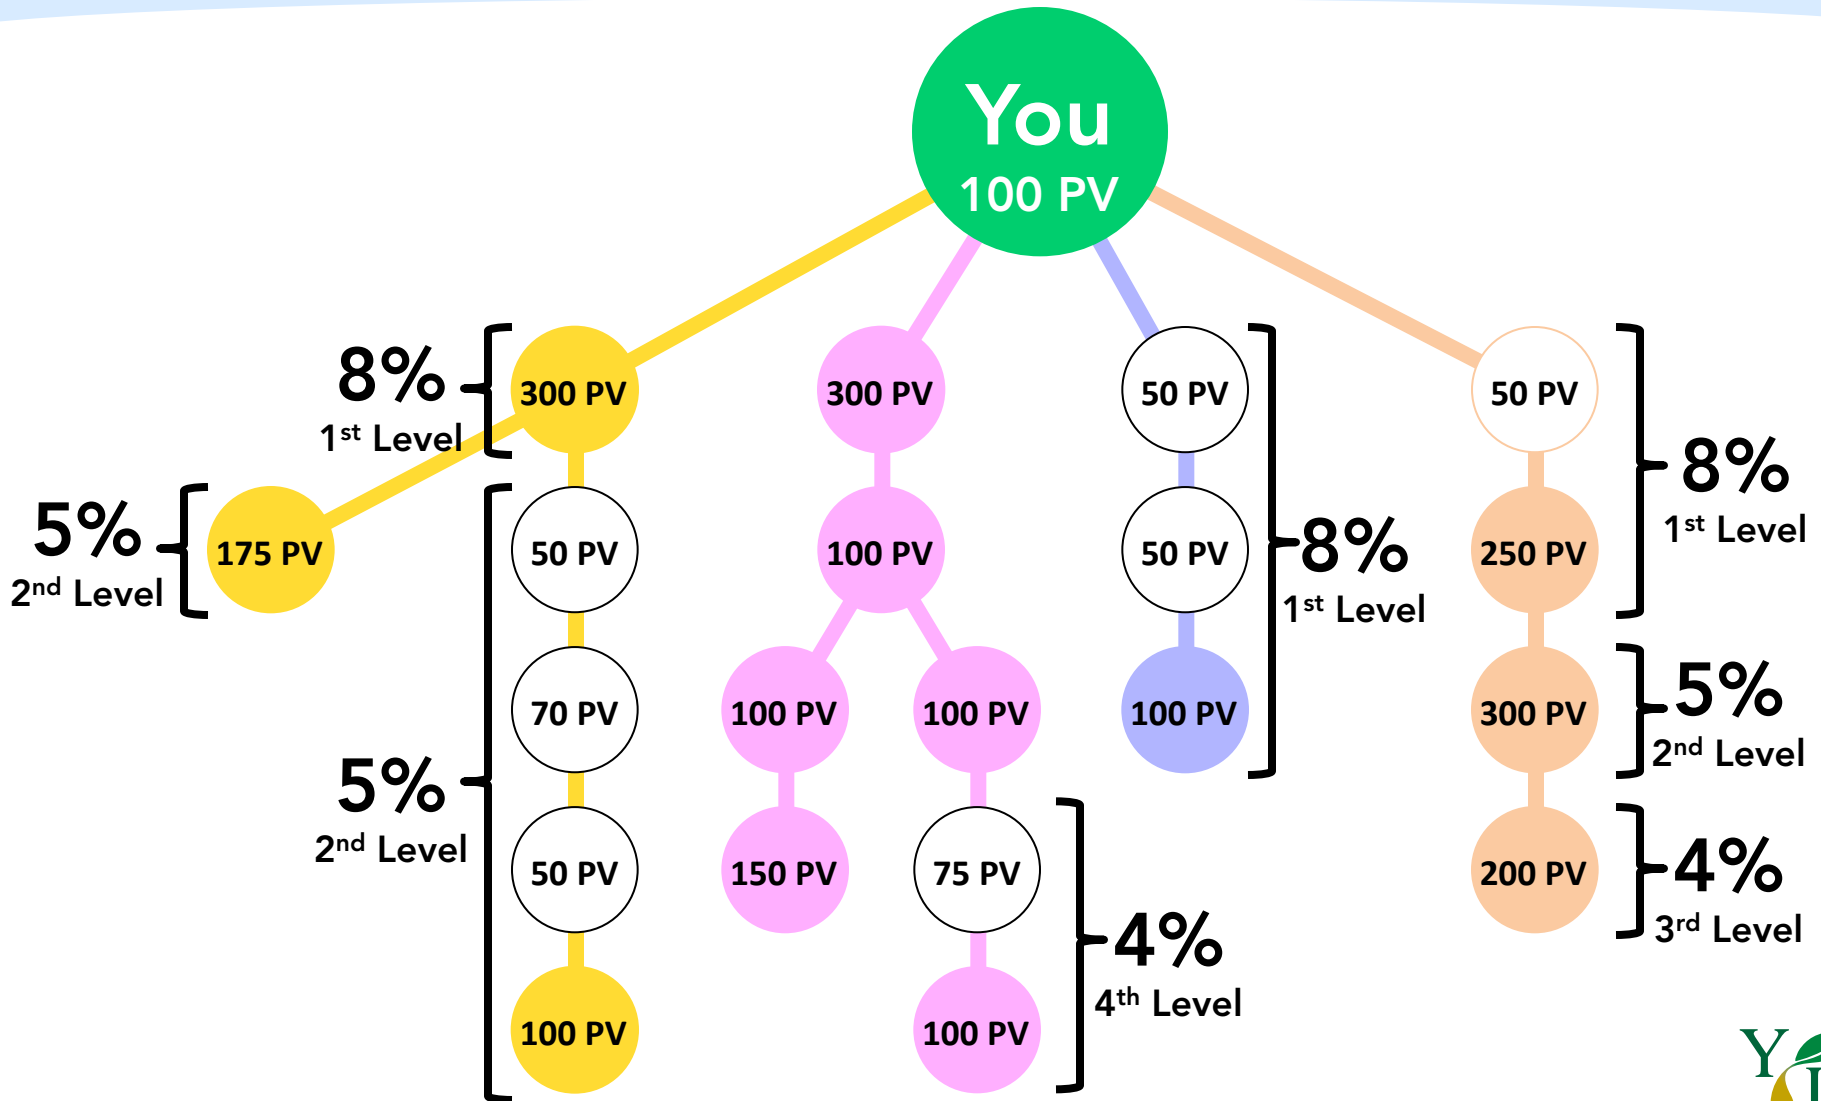 You
100 PV
8%
1st Level
300 PV
300 PV
50 PV
50 PV
8%
1st Level
5%
2nd Level
175 PV
50 PV
100 PV
50 PV
8%
1st Level
250 PV
70 PV
100 PV
100 PV
100 PV
300 PV
5%
2nd Level
5%
2nd Level
50 PV
150 PV
75 PV
200 PV
4%
3rd Level
4%
4th Level
100 PV
100 PV
Y